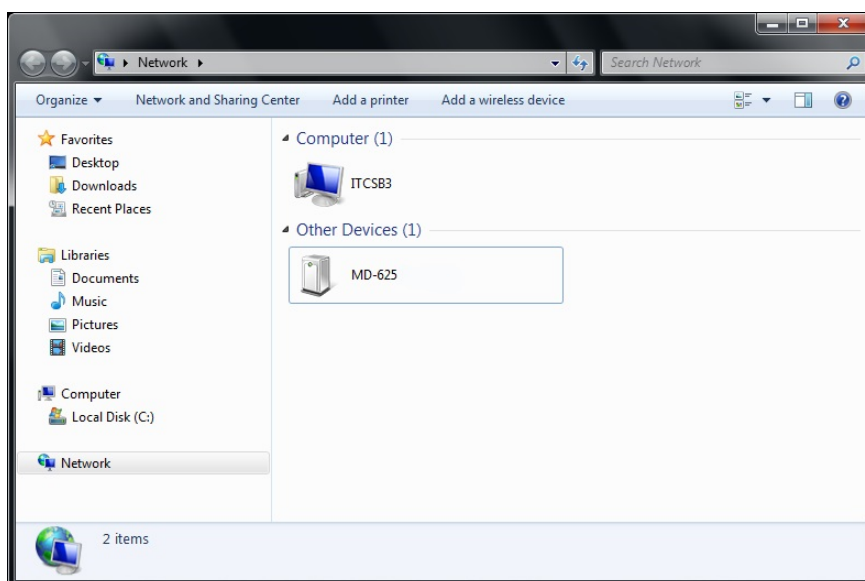 Network
Search Network
Organize
Network and Sharing Center
Add a printer
Add a wireless device
Favorites
Desktop
Downloads
Recent Places
Libraries
Documents
Music
Pictures
Videos
Computer
Local Disk (C:)
Network
Computer (1)
ITCSB3
Other Devices (1)
MD-625
2 items